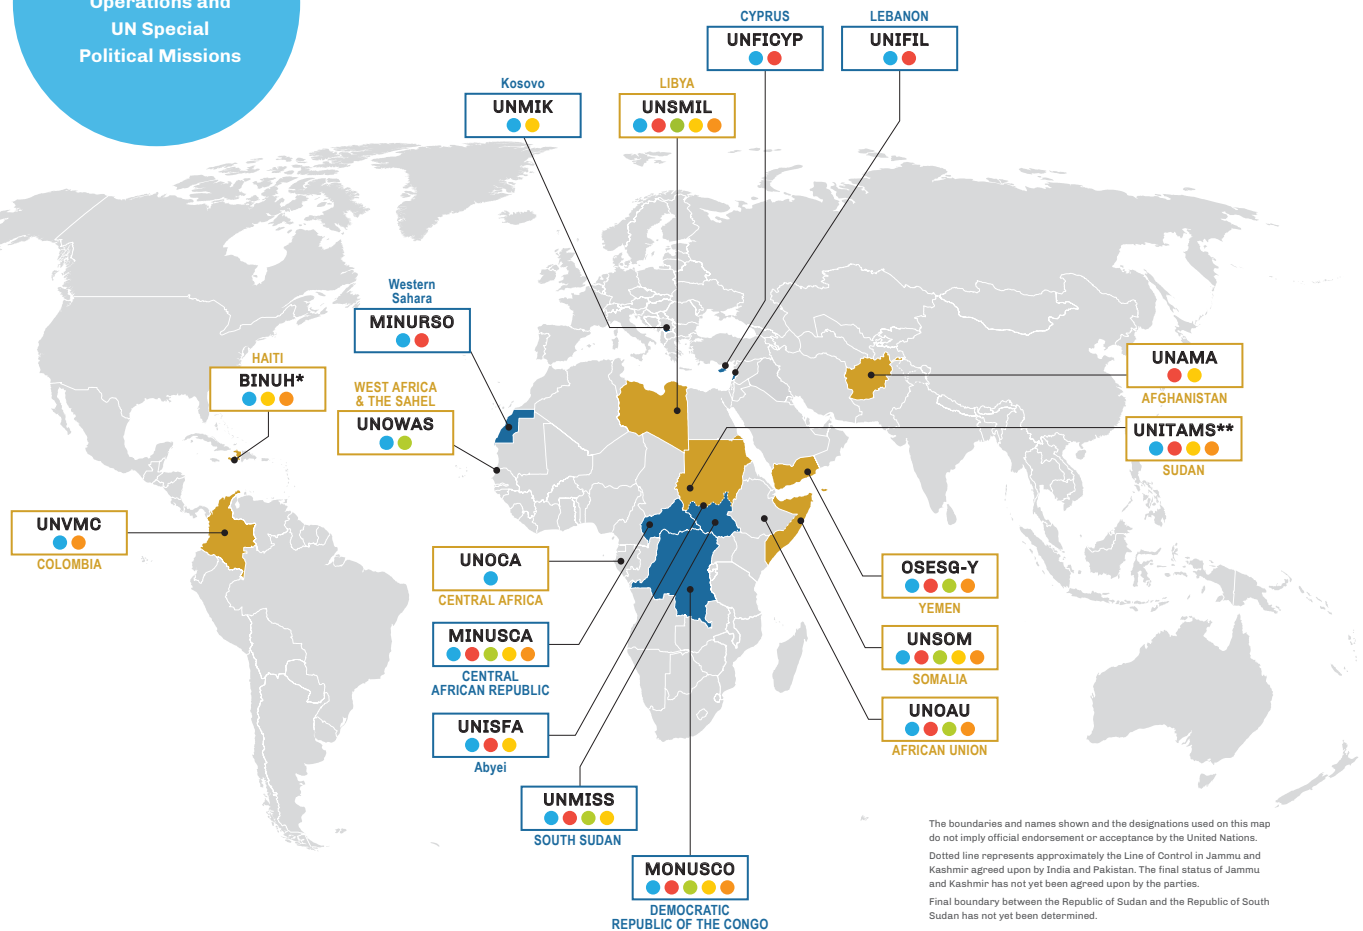 Operations and
UN Special
Political Missions
CYPRUS
UNFICYP
LEBANON
UNIFIL
Kosovo
UNMIK
LIBYA
UNSMIL
Western
Sahara
MINURSO
HAITI
BINUH*
WEST AFRICA
& THE SAHEL
UNOWAS
UNAMA
AFGHANISTAN
UNITAMS**
SUDAN
UNVMC
COLOMBIA
UNOCA
CENTRAL AFRICA
OSESG-Y
YEMEN
MINUSCA
CENTRAL
AFRICAN REPUBLIC
UNSOM
SOMALIA
UNISFA
Abyei
UNOAU
AFRICAN UNION
UNMISS
SOUTH SUDAN
MONUSCO
DEMOCRATIC
REPUBLIC OF THE CONGO
The boundaries and names shown and the designations used on this map
do not imply official endorsement or acceptance by the United Nations.
Dotted line represents approximately the Line of Control in Jammu and
Kashmir agreed upon by India and Pakistan. The final status of Jammu
and Kashmir has not yet been agreed upon by the parties.
Final boundary between the Republic of Sudan and the Republic of South
Sudan has not yet been determined.